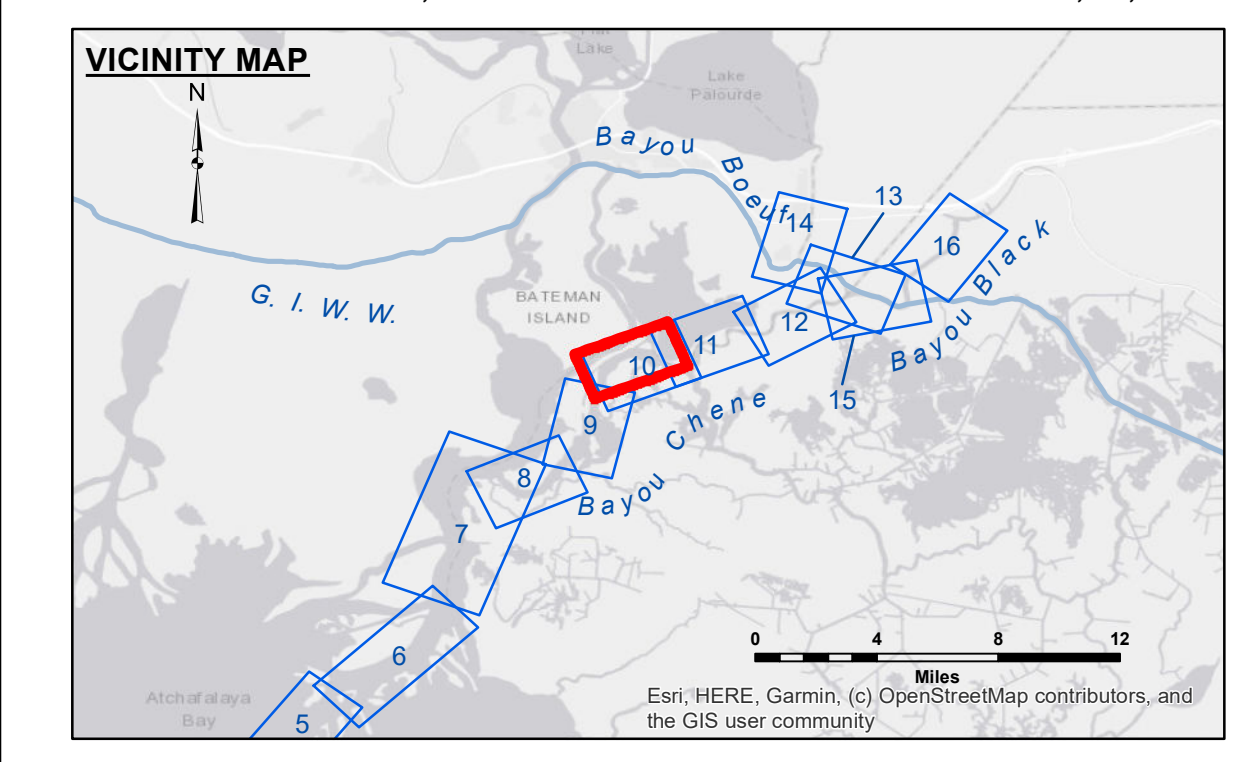 VICINITY MAP
N
Lake
Lake
Palourde
Bayou
Boeuf
13
14
16
Bayou Black
G. I. W. W.
BATEMAN
ISLAND
12
11
10
15
9
Bayou Chene
8
7
6
5
Atchafalaya
Bay
0 4 8 12
Miles
Esri, HERE, Garmin, (c) OpenStreetMap contributors, and
the GIS user community